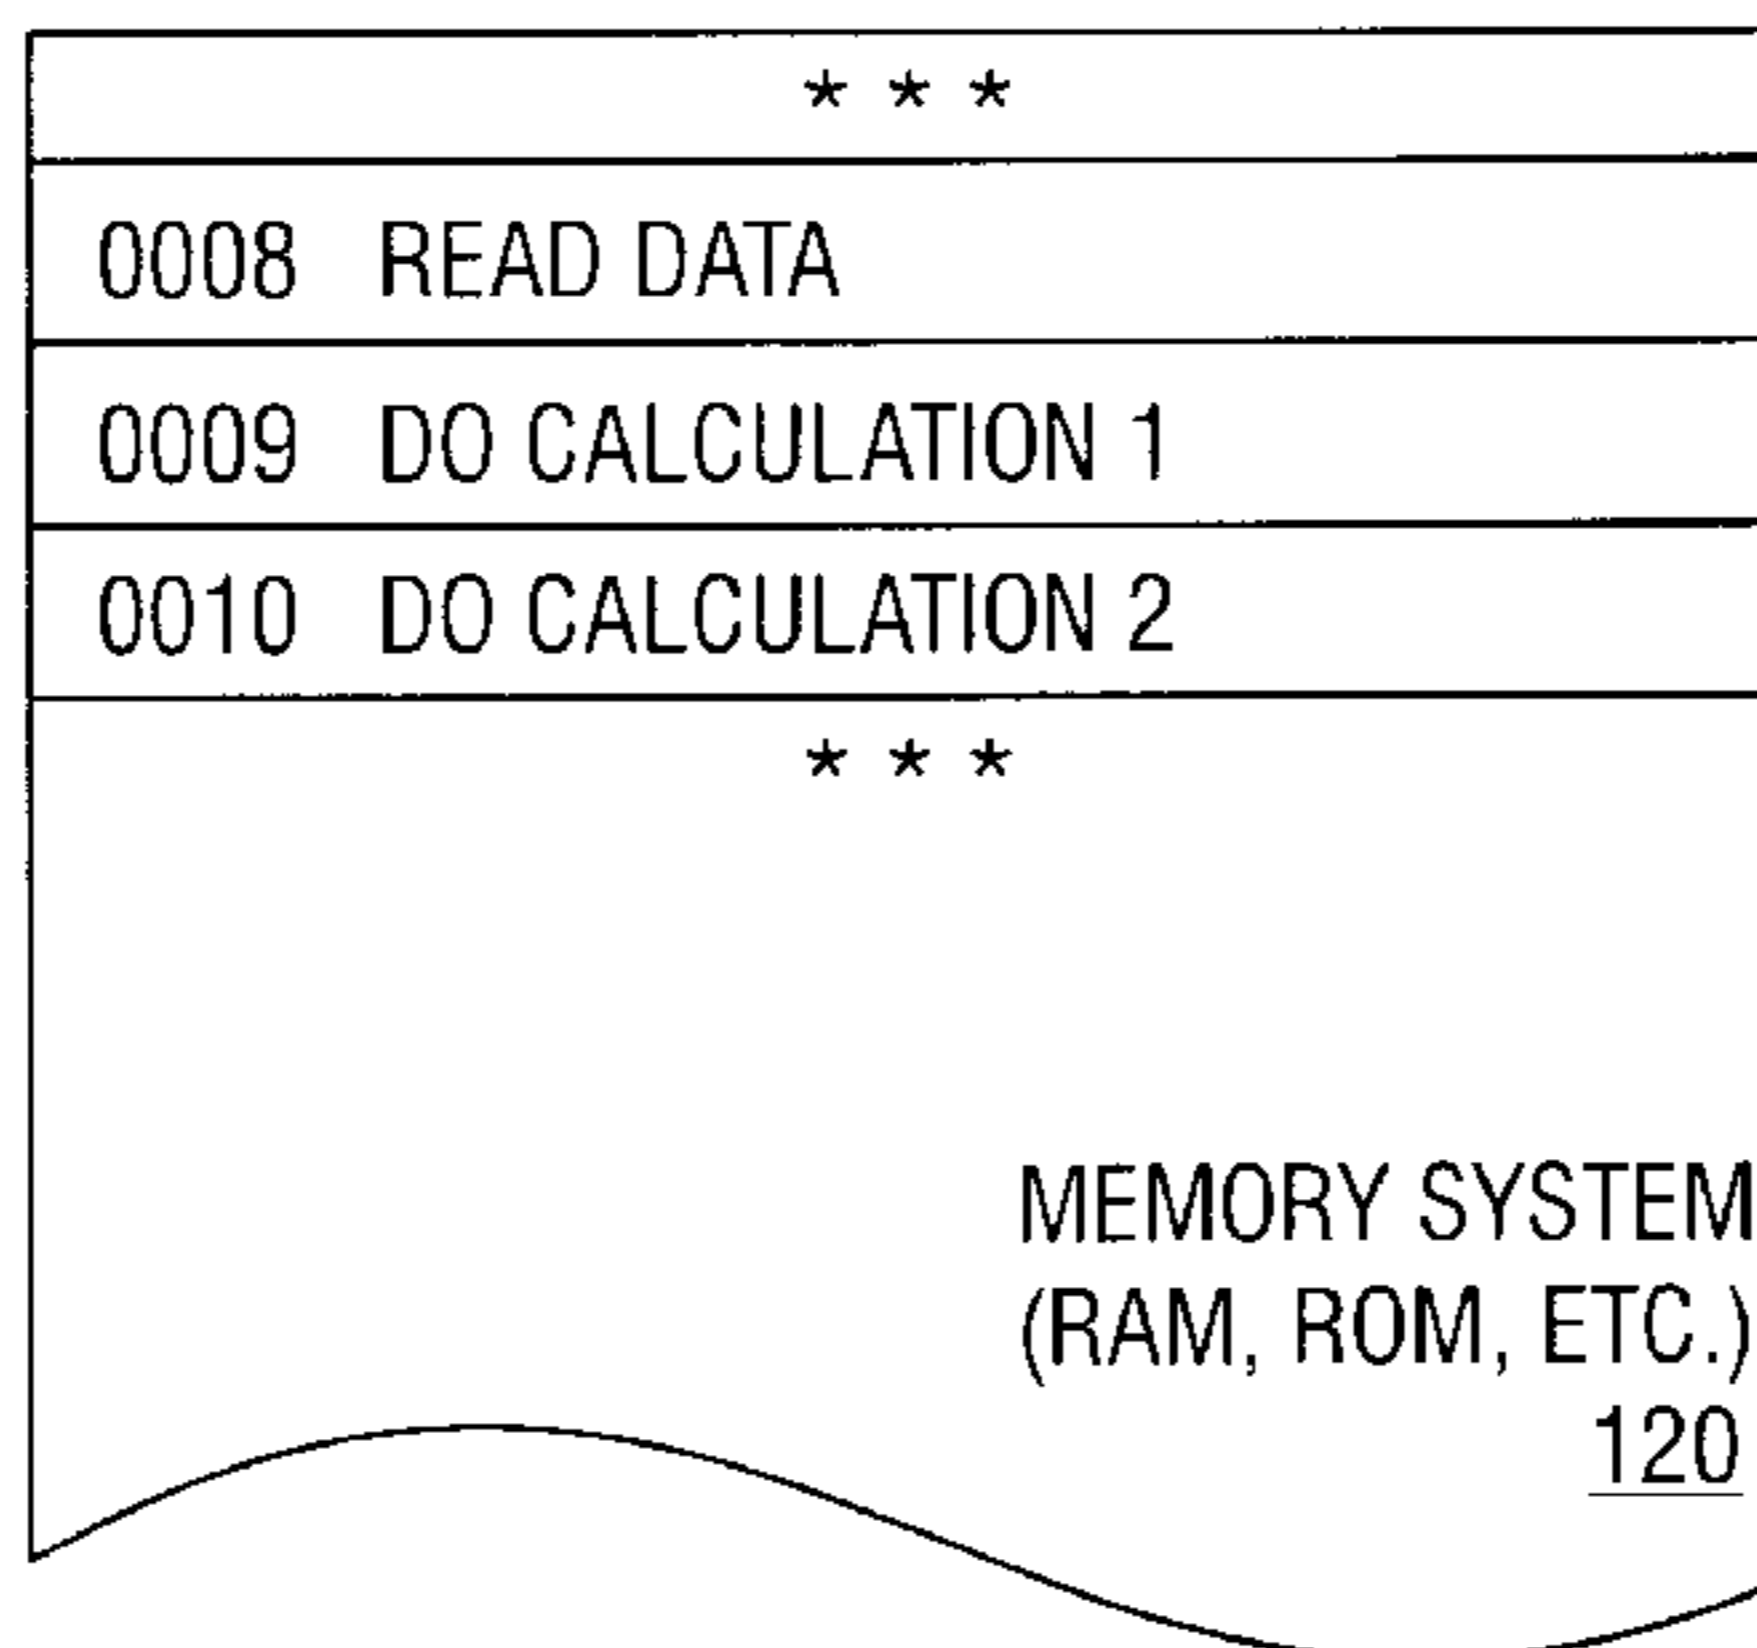 * * *
0008 READ DATA
0009 DO CALCULATION 1
0010 DO CALCULATION 2
* * *
MEMORY SYSTEM
(RAM, ROM, ETC.)
120